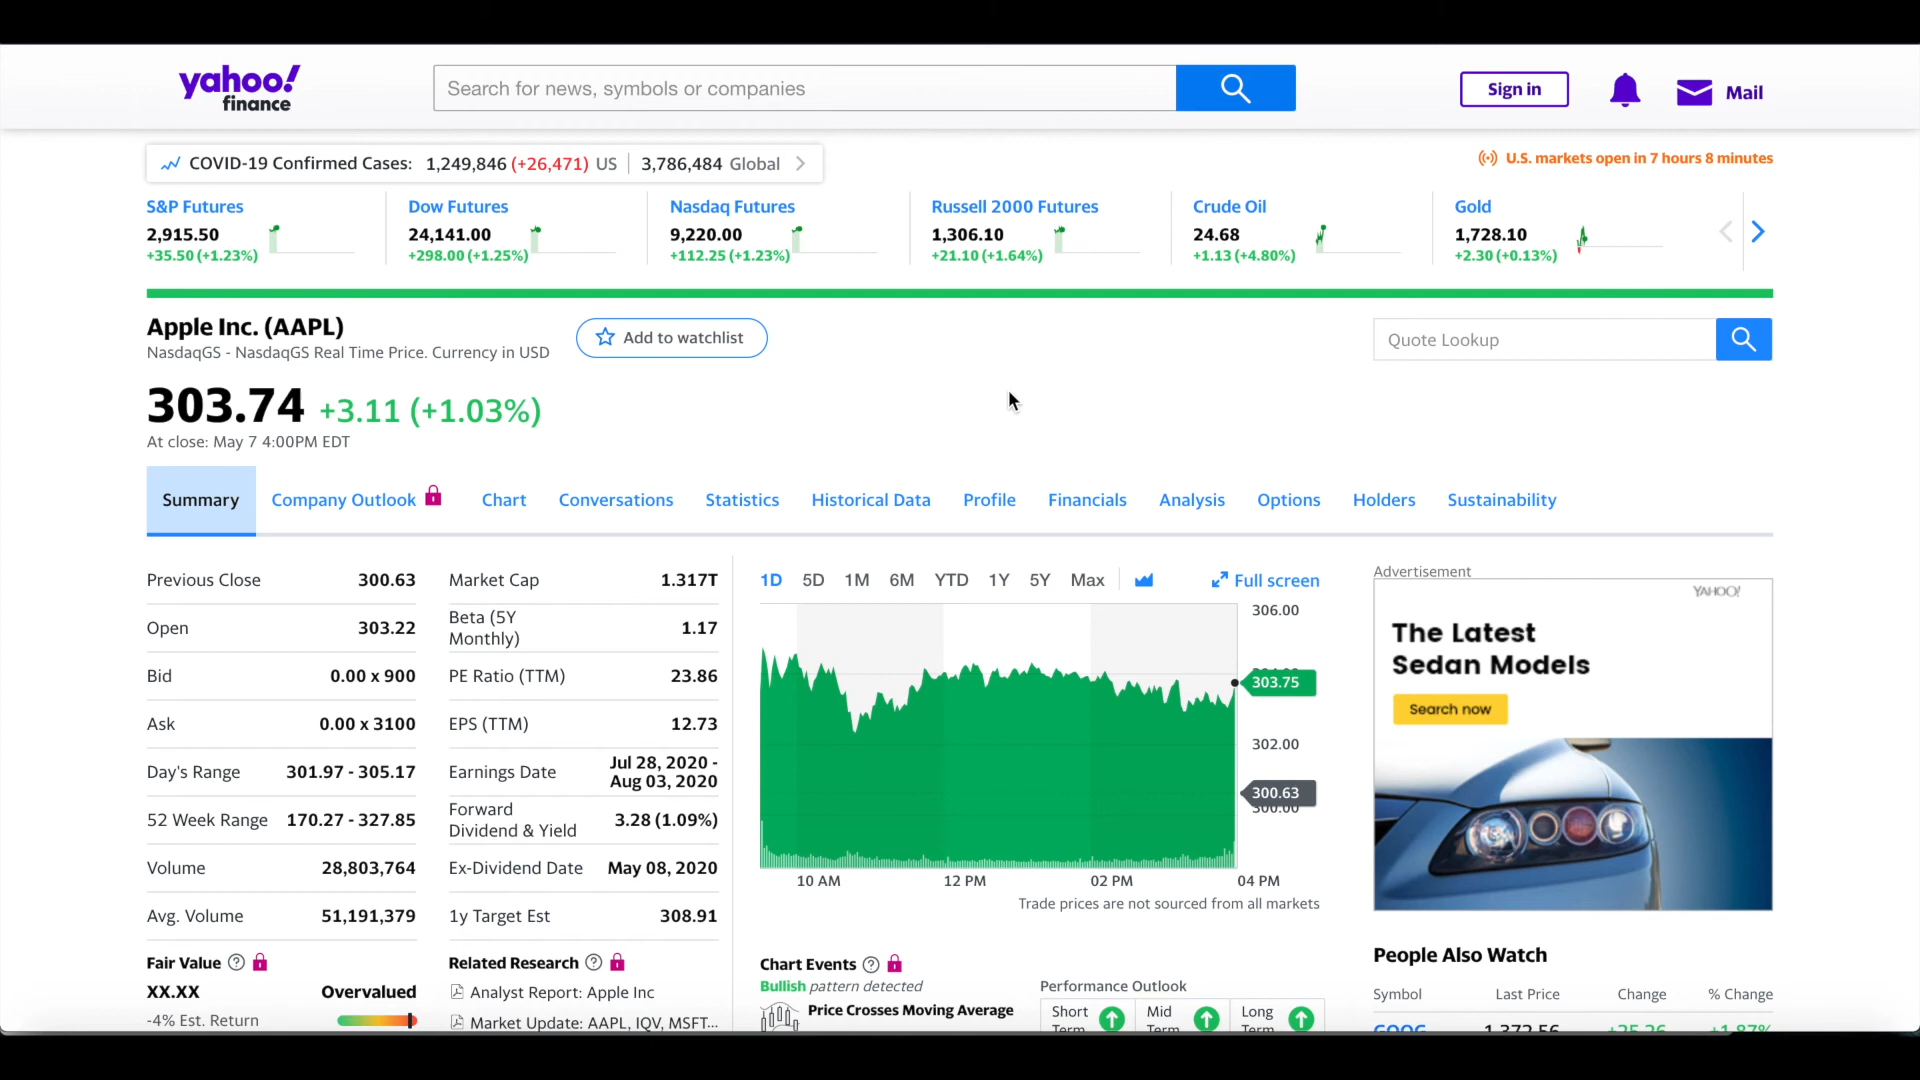 yahoo!
finance
Search for news, symbols or companies
Sign in
Mail
COVID-19 Confirmed Cases: 1,249,846 (+26,471) US 3,786,484 Global
U.S. markets open in 7 hours 8 minutes
S&P Futures
2,915.50
+35.50 (+1.23%)
Dow Futures
24,141.00
+298.00 (+1.25%)
Nasdaq Futures
9,220.00
+112.25 (+1.23%)
Russell 2000 Futures
1,306.10
+21.10 (+1.64%)
Crude Oil
24.68
+1.13 (+4.80%)
Gold
1,728.10
+2.30 (+0.13%)
Apple Inc. (AAPL)
NasdaqGS - NasdaqGS Real Time Price. Currency in USD
Add to watchlist
Quote Lookup
303.74 +3.11 (+1.03%)
At close: May 7 4:00PM EDT
Summary Company Outlook Chart Conversations Statistics Historical Data Profile Financials Analysis Options Holders Sustainability
Previous Close 300.63
Open 303.22
Bid 0.00 x 900
Ask 0.00 x 3100
Day's Range 301.97 - 305.17
52 Week Range 170.27 - 327.85
Volume 28,803,764
Avg. Volume 51,191,379
Market Cap 1.317T
Beta (5Y
Monthly) 1.17
PE Ratio (TTM) 23.86
EPS (TTM) 12.73
Earnings Date Jul 28, 2020 -
Aug 03, 2020
Forward
Dividend & Yield 3.28 (1.09%)
Ex-Dividend Date May 08, 2020
1y Target Est 308.91
Fair Value
XX.XX Overvalued
-4% Est. Return
Related Research
Analyst Report: Apple Inc
Market Update: AAPL, IQV, MSFT...
1D 5D 1M 6M YTD 1Y 5Y Max Full screen
306.00
303.75
302.00
300.63
300.00
10 AM 12 PM 02 PM 04 PM
Trade prices are not sourced from all markets
Chart Events
Bullish pattern detected
Price Crosses Moving Average
Performance Outlook
Short
Term
Mid
Term
Long
Term
Advertisement
YAHOO!
The Latest
Sedan Models
Search now
People Also Watch
Symbol Last Price Change % Change
GOOG 1,372.56 +25.26 +1.87%